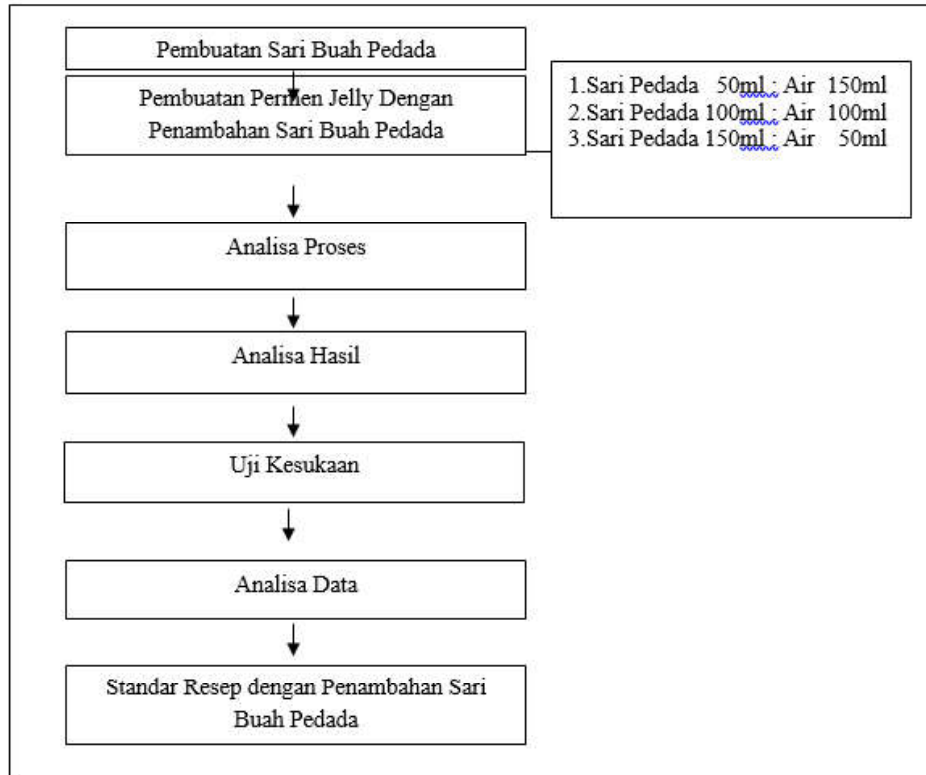 Pembuatan Sari Buah Pedada
Pembuatan Permen Jelly Dengan
Penambahan Sari Buah Pedada
1.Sari Pedada 50ml : Air 150ml
2.Sari Pedada 100ml : Air 100ml
3.Sari Pedada 150ml : Air 50ml
Analisa Proses
Analisa Hasil
Uji Kesukaan
Analisa Data
Standar Resep dengan Penambahan Sari
Buah Pedada